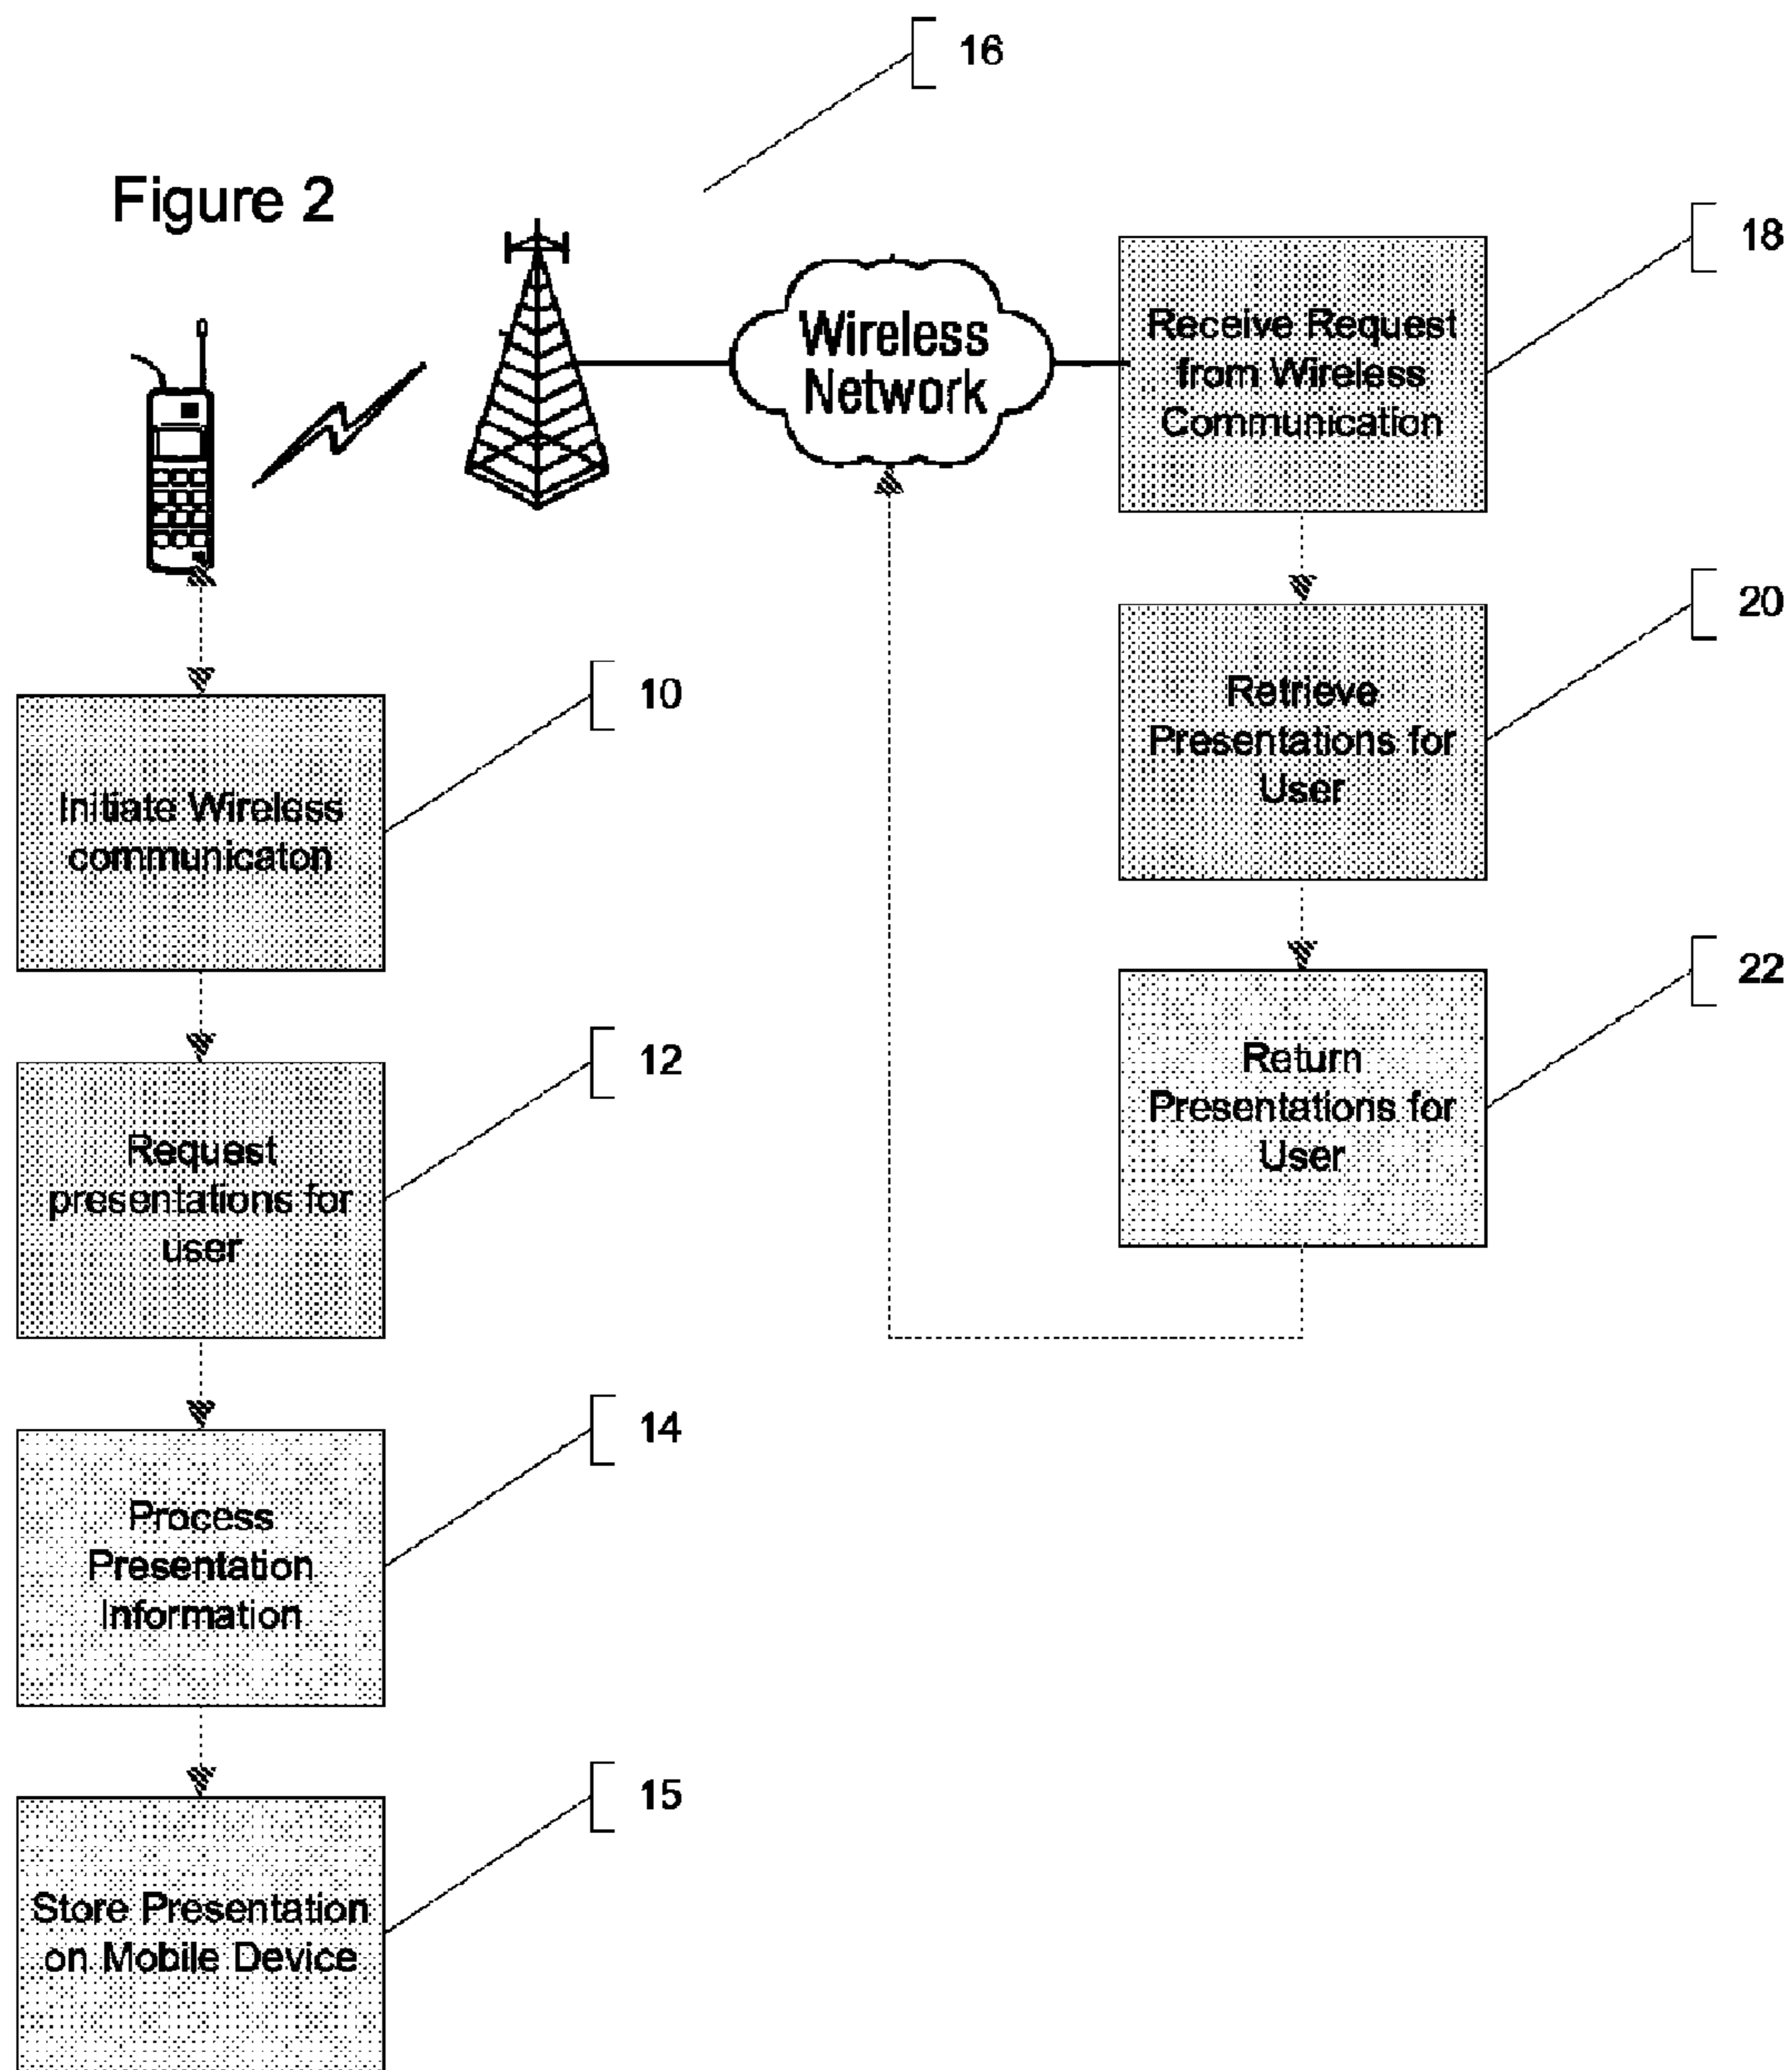 16
Figure 2
18
Wireless
Network
Receive Request
from Wireless
Communication
20
10
Retrieve
Presentations for
User
Initiate Wireless
communicaton
22
12
Return
Presentations for
User
Request
presentations for
user
14
Process
Presentation
Information
15
Store Presentation
on Mobile Device